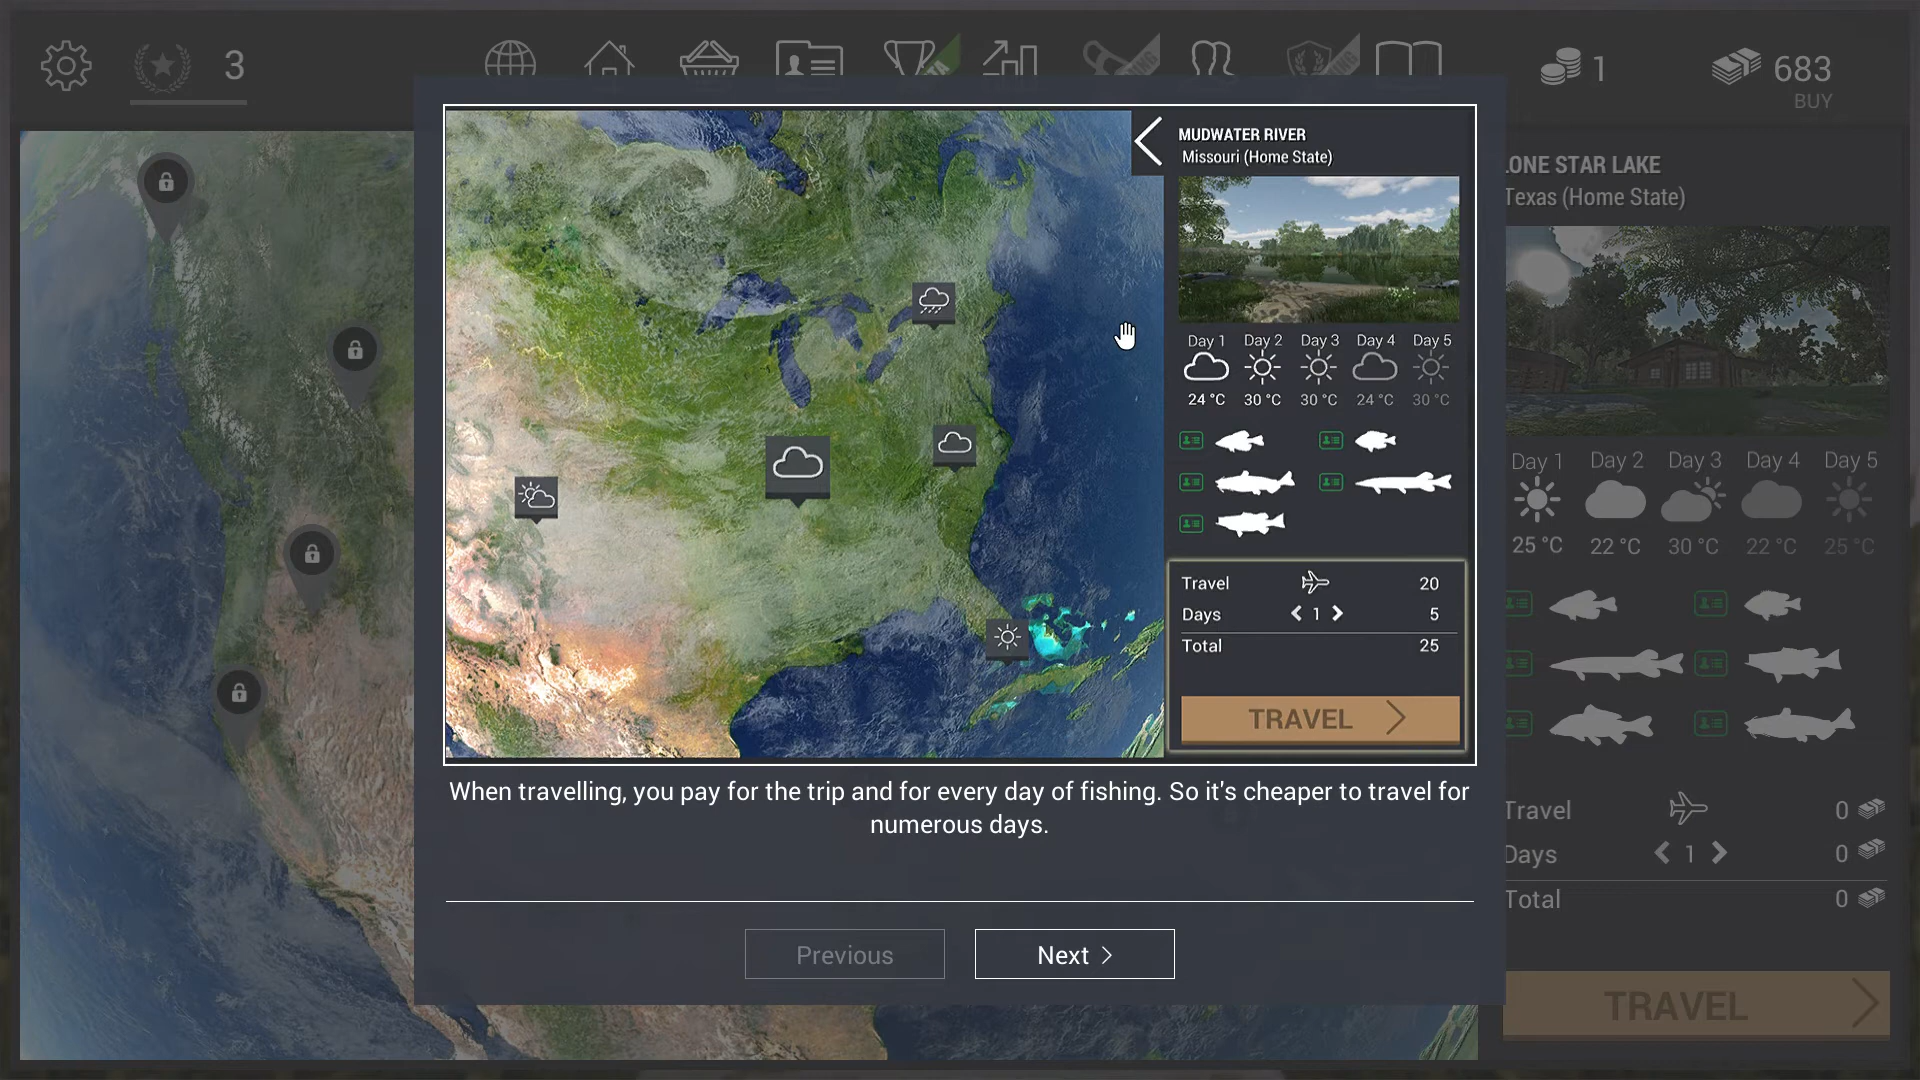 3
1
683
BUY
MUDWATER RIVER
Missouri (Home State)
Day 1 Day 2 Day 3 Day 4 Day 5
24 °C 30 °C 30 °C 24 °C 30 °C
Travel 20
Days 1 5
Total 25
TRAVEL
When travelling, you pay for the trip and for every day of fishing. So it's cheaper to travel for
numerous days.
Previous
Next
LONE STAR LAKE
Texas (Home State)
Day 1 Day 2 Day 3 Day 4 Day 5
25 °C 22 °C 30 °C 22 °C 25 °C
Travel 0
Days 1 0
Total 0
TRAVEL